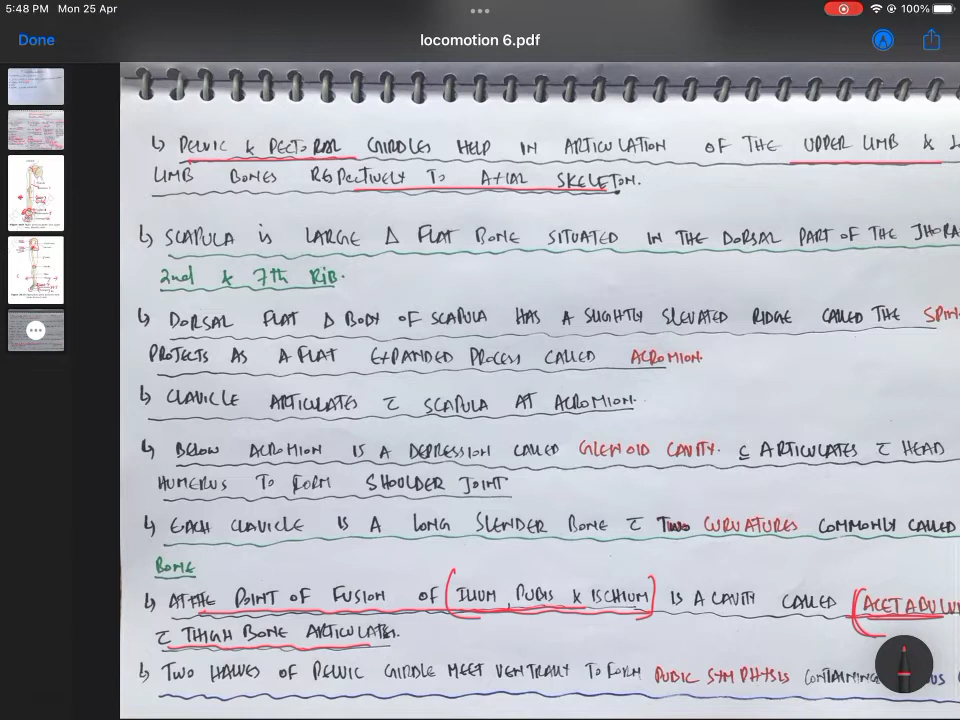 5:48 PM Mon 25 Apr
100%
Done
locomotion 6.pdf
↳ PELVIC & PECTORAL GIRDLES HELP IN ARTICULATION OF THE UPPER LIMB &
LIMB BONES RESPECTIVELY TO AXIAL SKELETON.
↳ SCAPULA IS LARGE Δ FLAT BONE SITUATED IN THE DORSAL PART OF THE
2nd & 7th RIB.
↳ DORSAL FLAT Δ BODY OF SCAPULA HAS A SLIGHTLY ELEVATED RIDGE CALLED THE
PROJECTS AS A FLAT EXPANDED PROCESS CALLED ACROMION.
↳ CLAVICLE ARTICULATES C̄ SCAPULA AT ACROMION.
↳ BELOW ACROMION IS A DEPRESSION CALLED GLENOID CAVITY. C̲ ARTICULATES C̄ HEAD
HUMERUS TO FORM SHOULDER JOINT
↳ EACH CLAVICLE IS A LONG SLENDER BONE C̄ TWO CURVATURES COMMONLY CALLED
BONE
↳ AT THE POINT OF FUSION OF (ILIUM, PUBIS & ISCHIUM) IS A CAVITY CALLED
C̄ THIGH BONE ARTICULATES.
↳ TWO HALVES OF PELVIC GIRDLE MEET VENTRALLY TO FORM PUBIC SYMPHYSIS CONTAINING